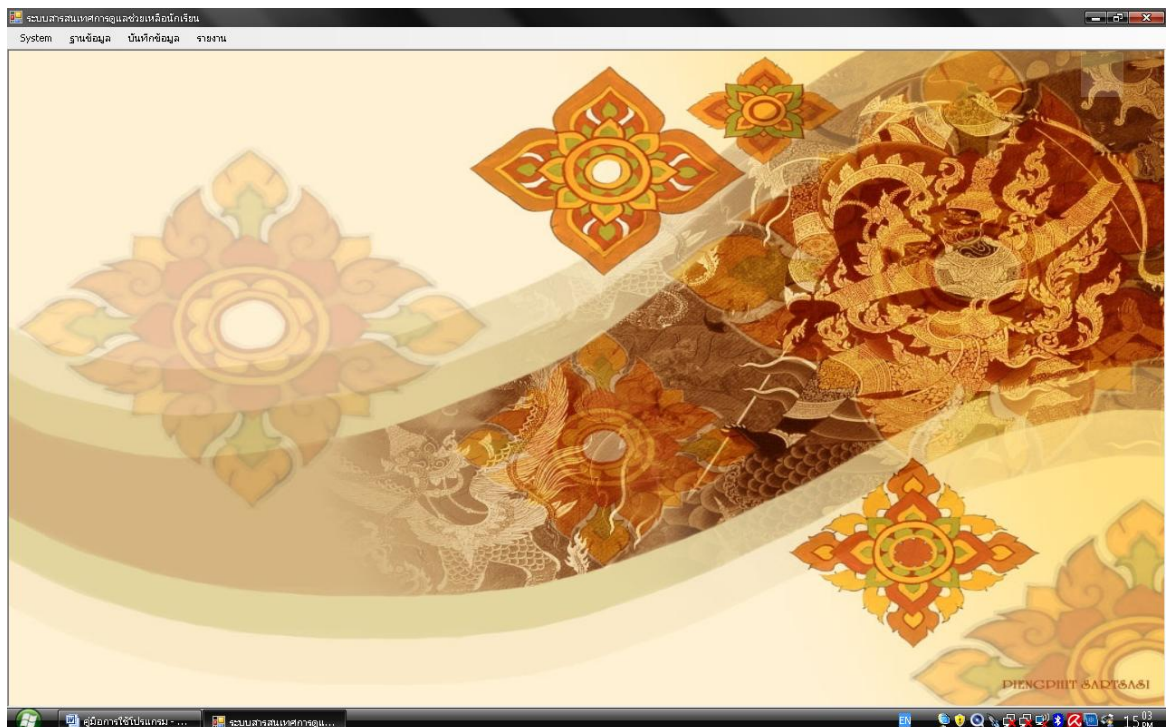 ระบบสารสนเทศการดูแลช่วยเหลือนักเรียน
System ฐานข้อมูล บันทึกข้อมูล รายงาน
คู่มือการใช้โปรแกรม - ... ระบบสารสนเทศการดูแ... EN